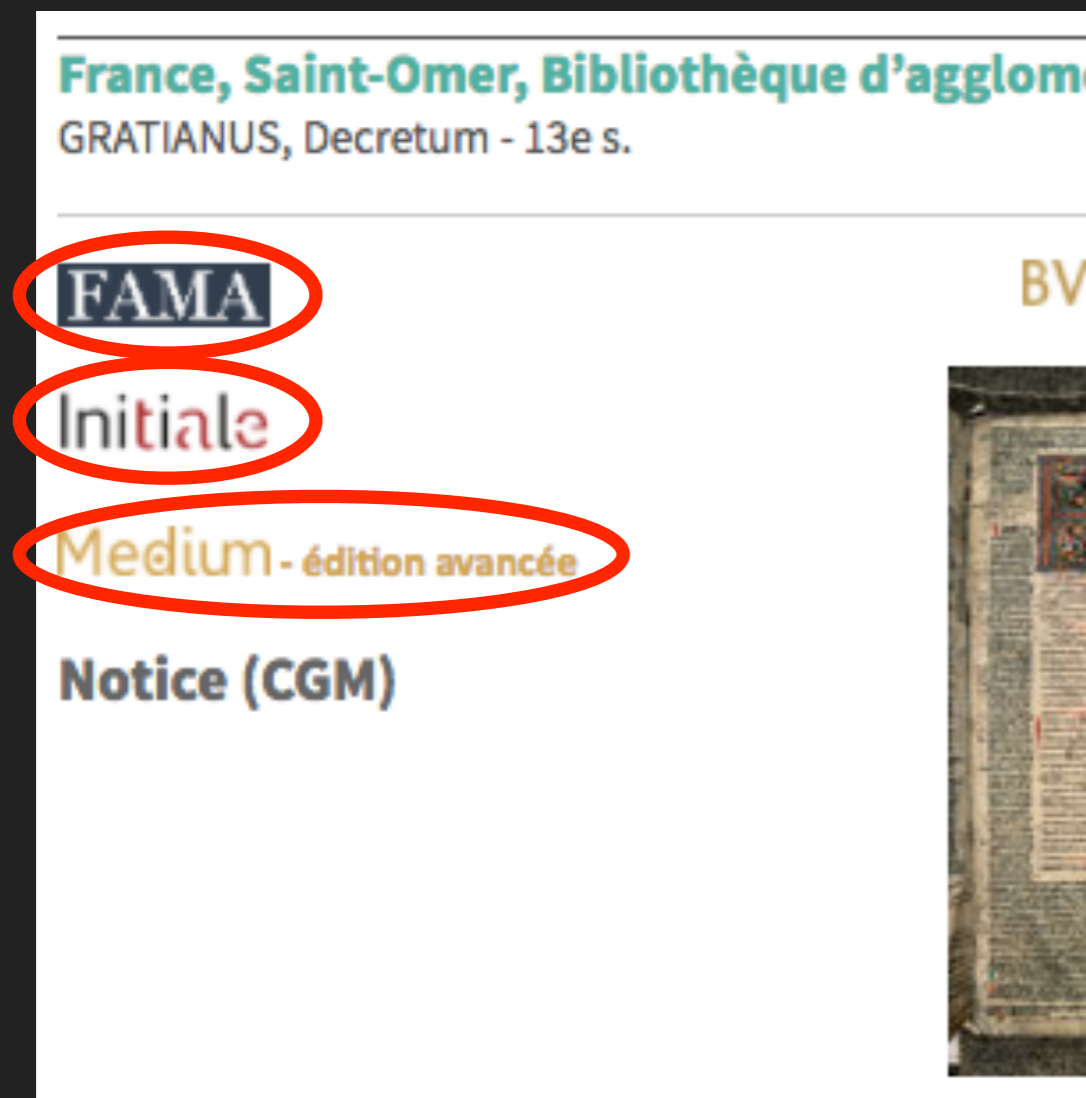 France, Saint-Omer, Bibliothèque d'agglom
GRATIANUS, Decretum - 13e s.
FAMA
BV
Initiale
Medium - édition avancée
Notice (CGM)